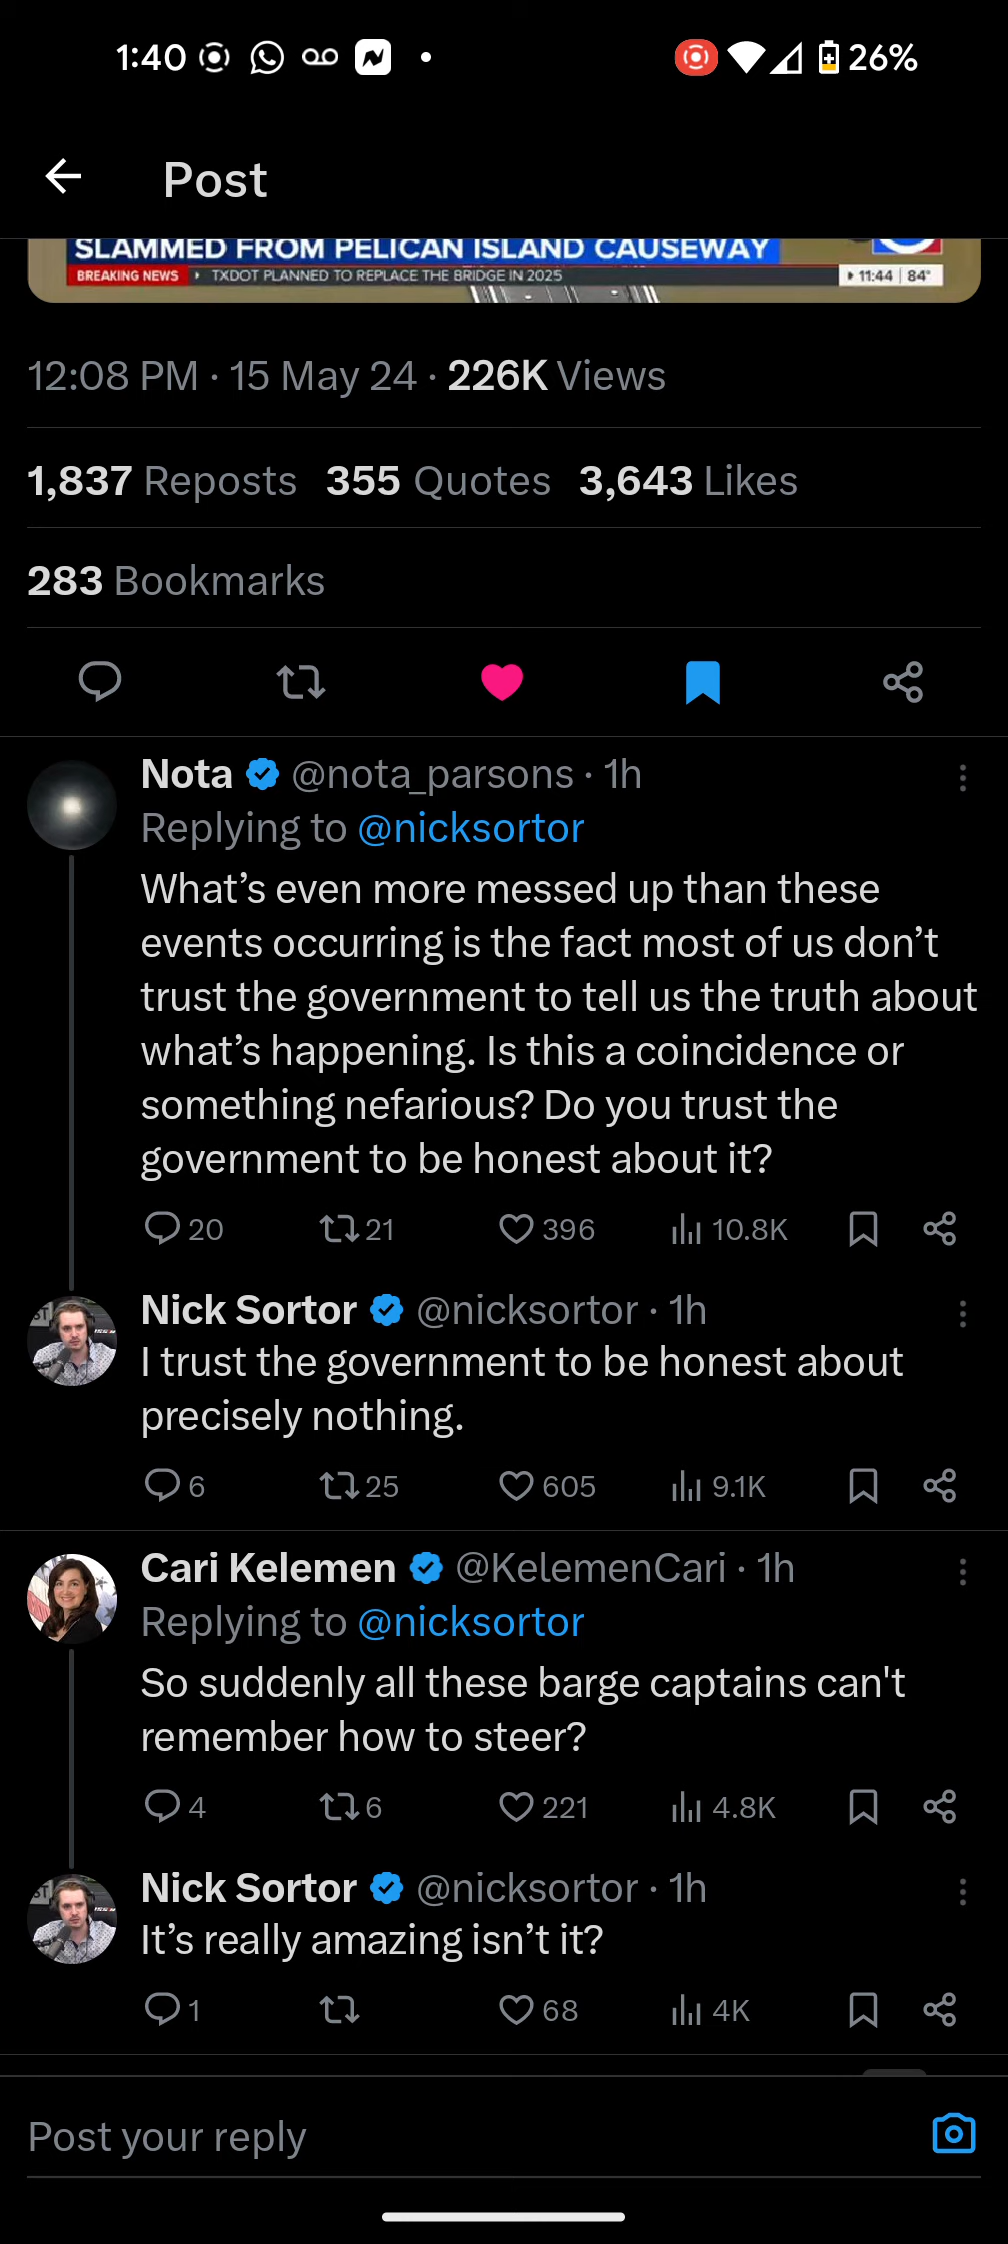 1:40 26%
Post
SLAMMED FROM PELICAN ISLAND CAUSEWAY
BREAKING NEWS TXDOT PLANNED TO REPLACE THE BRIDGE IN 2025 11:44 84°
12:08 PM · 15 May 24 · 226K Views
1,837 Reposts 355 Quotes 3,643 Likes
283 Bookmarks
Nota @nota_parsons · 1h
Replying to @nicksortor
What’s even more messed up than these
events occurring is the fact most of us don’t
trust the government to tell us the truth about
what’s happening. Is this a coincidence or
something nefarious? Do you trust the
government to be honest about it?
20 21 396 10.8K
Nick Sortor @nicksortor · 1h
I trust the government to be honest about
precisely nothing.
6 25 605 9.1K
Cari Kelemen @KelemenCari · 1h
Replying to @nicksortor
So suddenly all these barge captains can't
remember how to steer?
4 6 221 4.8K
Nick Sortor @nicksortor · 1h
It’s really amazing isn’t it?
1 68 4K
Post your reply